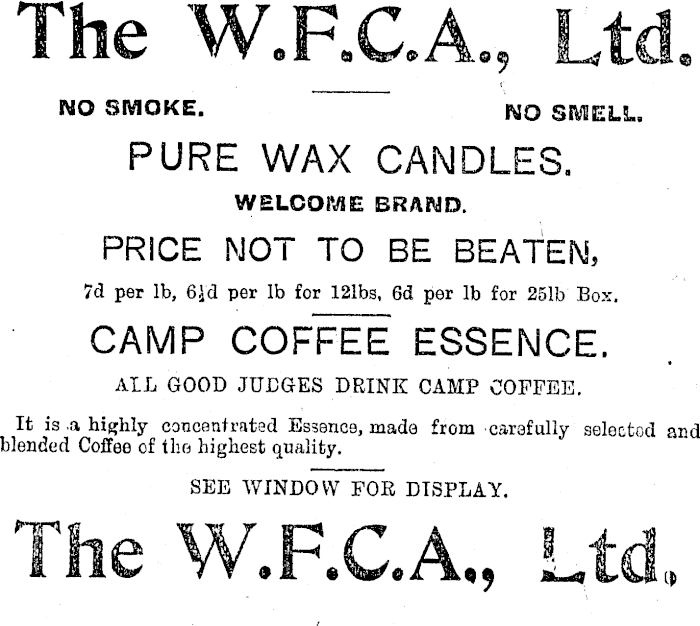 The W.F.C.A., Ltd.
NO SMOKE. NO SMELL.
PURE WAX CANDLES.
WELCOME BRAND.
PRICE NOT TO BE BEATEN,
7d per lb, 6½d per lb for 12lbs, 6d per lb for 25lb Box.
CAMP COFFEE ESSENCE.
ALL GOOD JUDGES DRINK CAMP COFFEE.
It is a highly concentrated Essence, made from carefully selected and
blended Coffee of the highest quality.
SEE WINDOW FOR DISPLAY.
The W.F.C.A., Ltd.